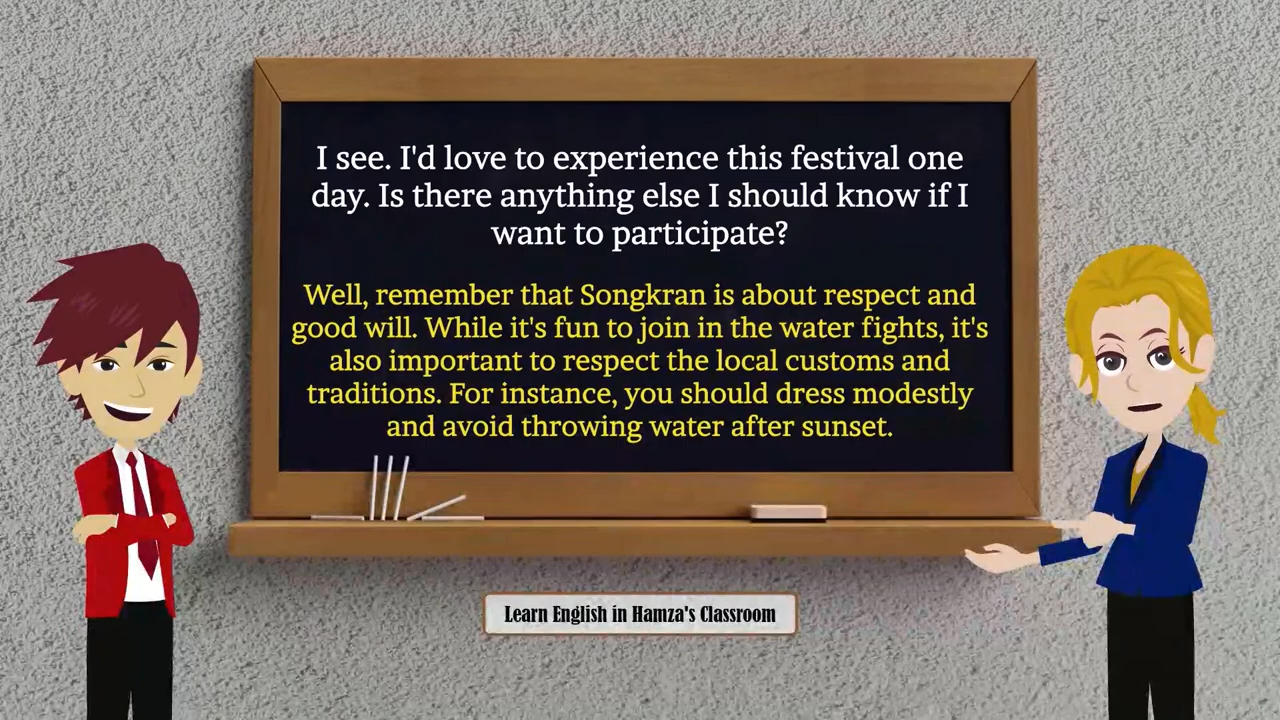 I see. I'd love to experience this festival one
day. Is there anything else I should know if I
want to participate?
Well, remember that Songkran is about respect and
good will. While it's fun to join in the water fights, it's
also important to respect the local customs and
traditions. For instance, you should dress modestly
and avoid throwing water after sunset.
Learn English in Hamza's Classroom